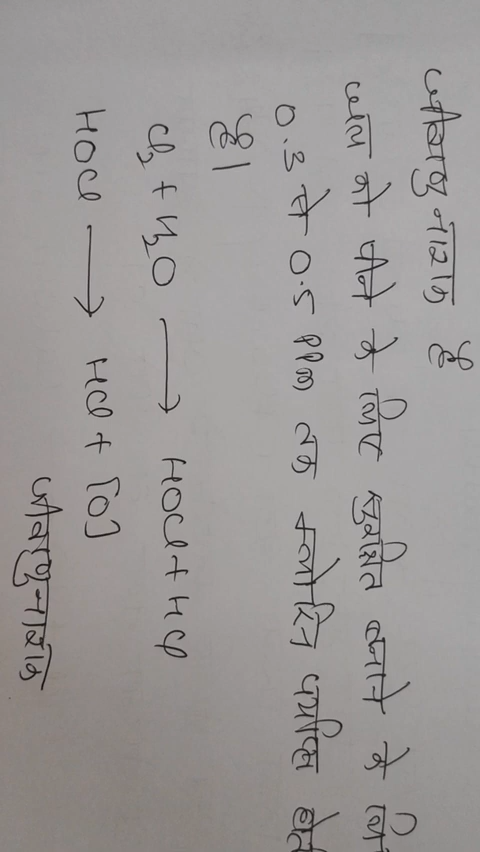 जीवाणुनाशक है
जल को पीने के लिए सुरक्षित बनाने के लि
0.3 से 0.5 PPM तक क्लोरिन पर्याप्त होत
है।
Cl₂ + H₂O ⟶ HOCl + HCl
HOCl ⟶ HCl + [O]
जीवाणुनाशक